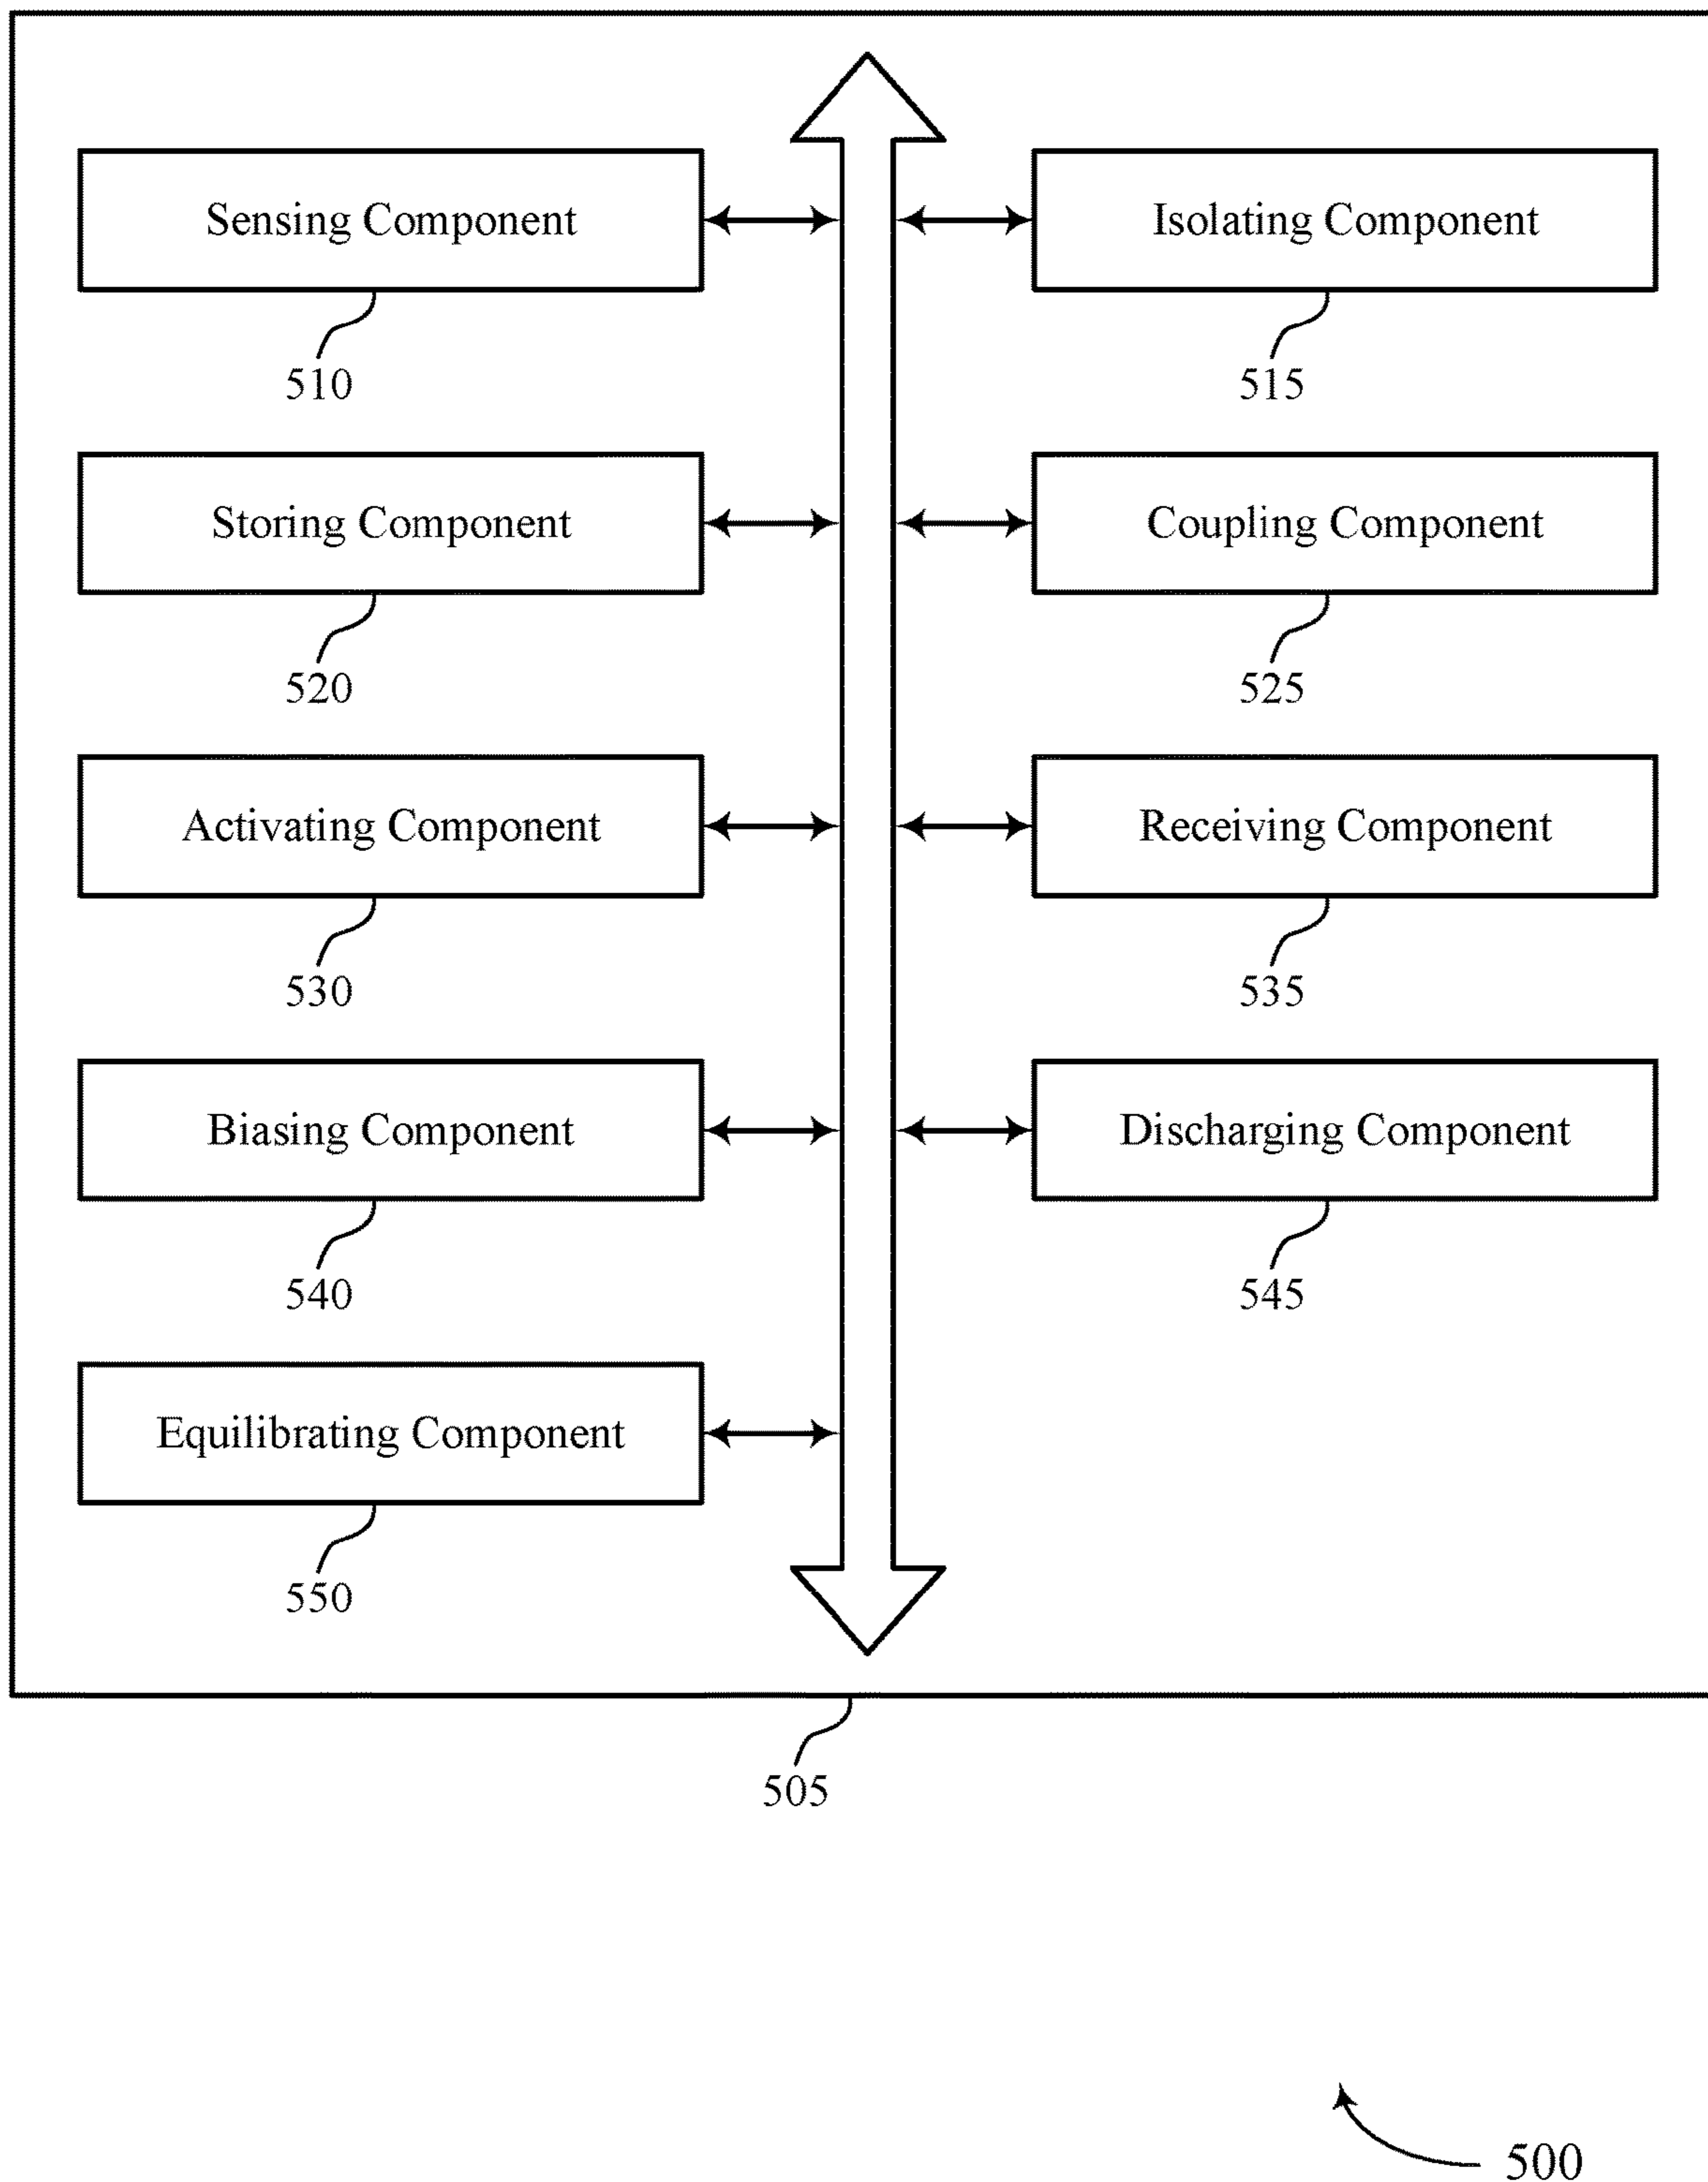 Sensing Component
Isolating Component
510
515
Storing Component
Coupling Component
520
525
Activating Component
Receiving Component
530
535
Biasing Component
Discharging Component
540
545
Equilibrating Component
550
505
500